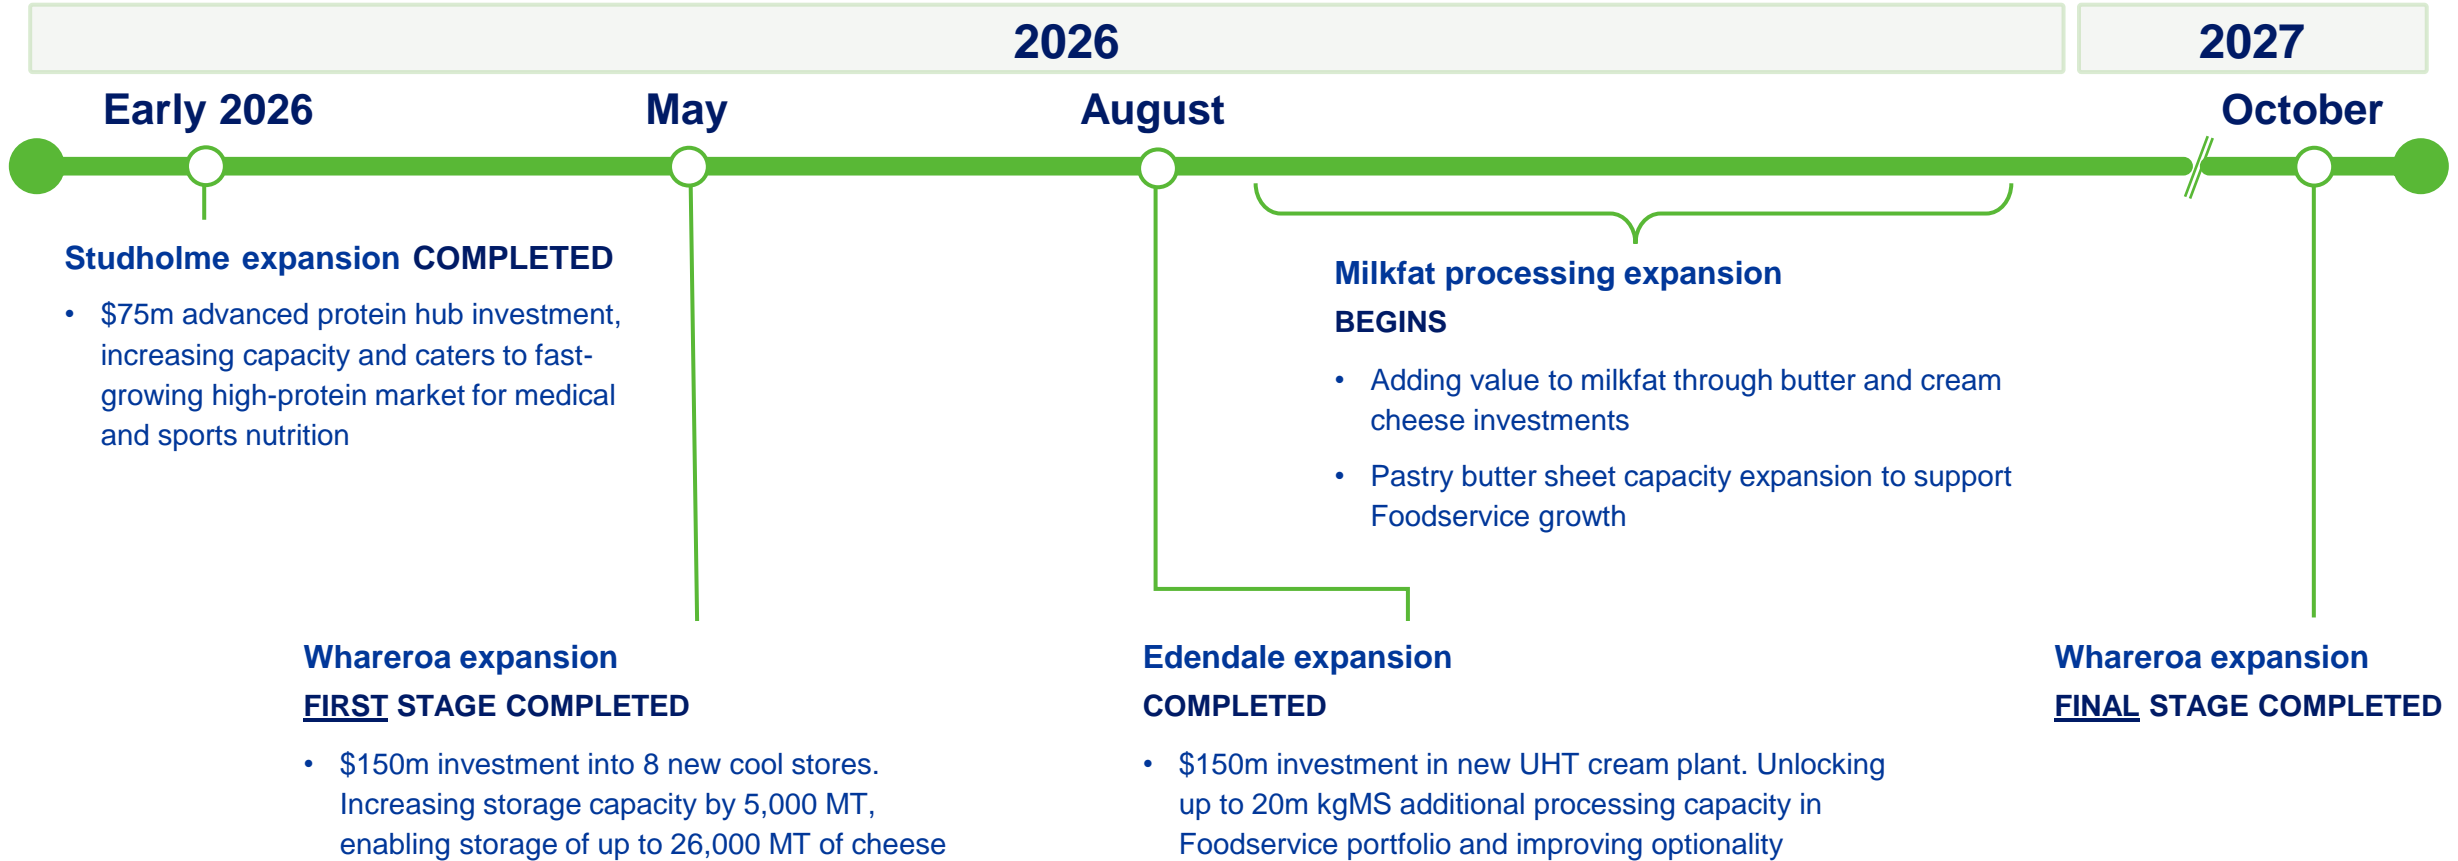 2026
2027
Early 2026
May
August
October
Studholme expansion COMPLETED
• $75m advanced protein hub investment,
increasing capacity and caters to fast-
growing high-protein market for medical
and sports nutrition
Milkfat processing expansion
BEGINS
• Adding value to milkfat through butter and cream
cheese investments
• Pastry butter sheet capacity expansion to support
Foodservice growth
Whareroa expansion
FIRST STAGE COMPLETED
• $150m investment into 8 new cool stores.
Increasing storage capacity by 5,000 MT,
enabling storage of up to 26,000 MT of cheese
Edendale expansion
COMPLETED
• $150m investment in new UHT cream plant. Unlocking
up to 20m kgMS additional processing capacity in
Foodservice portfolio and improving optionality
Whareroa expansion
FINAL STAGE COMPLETED